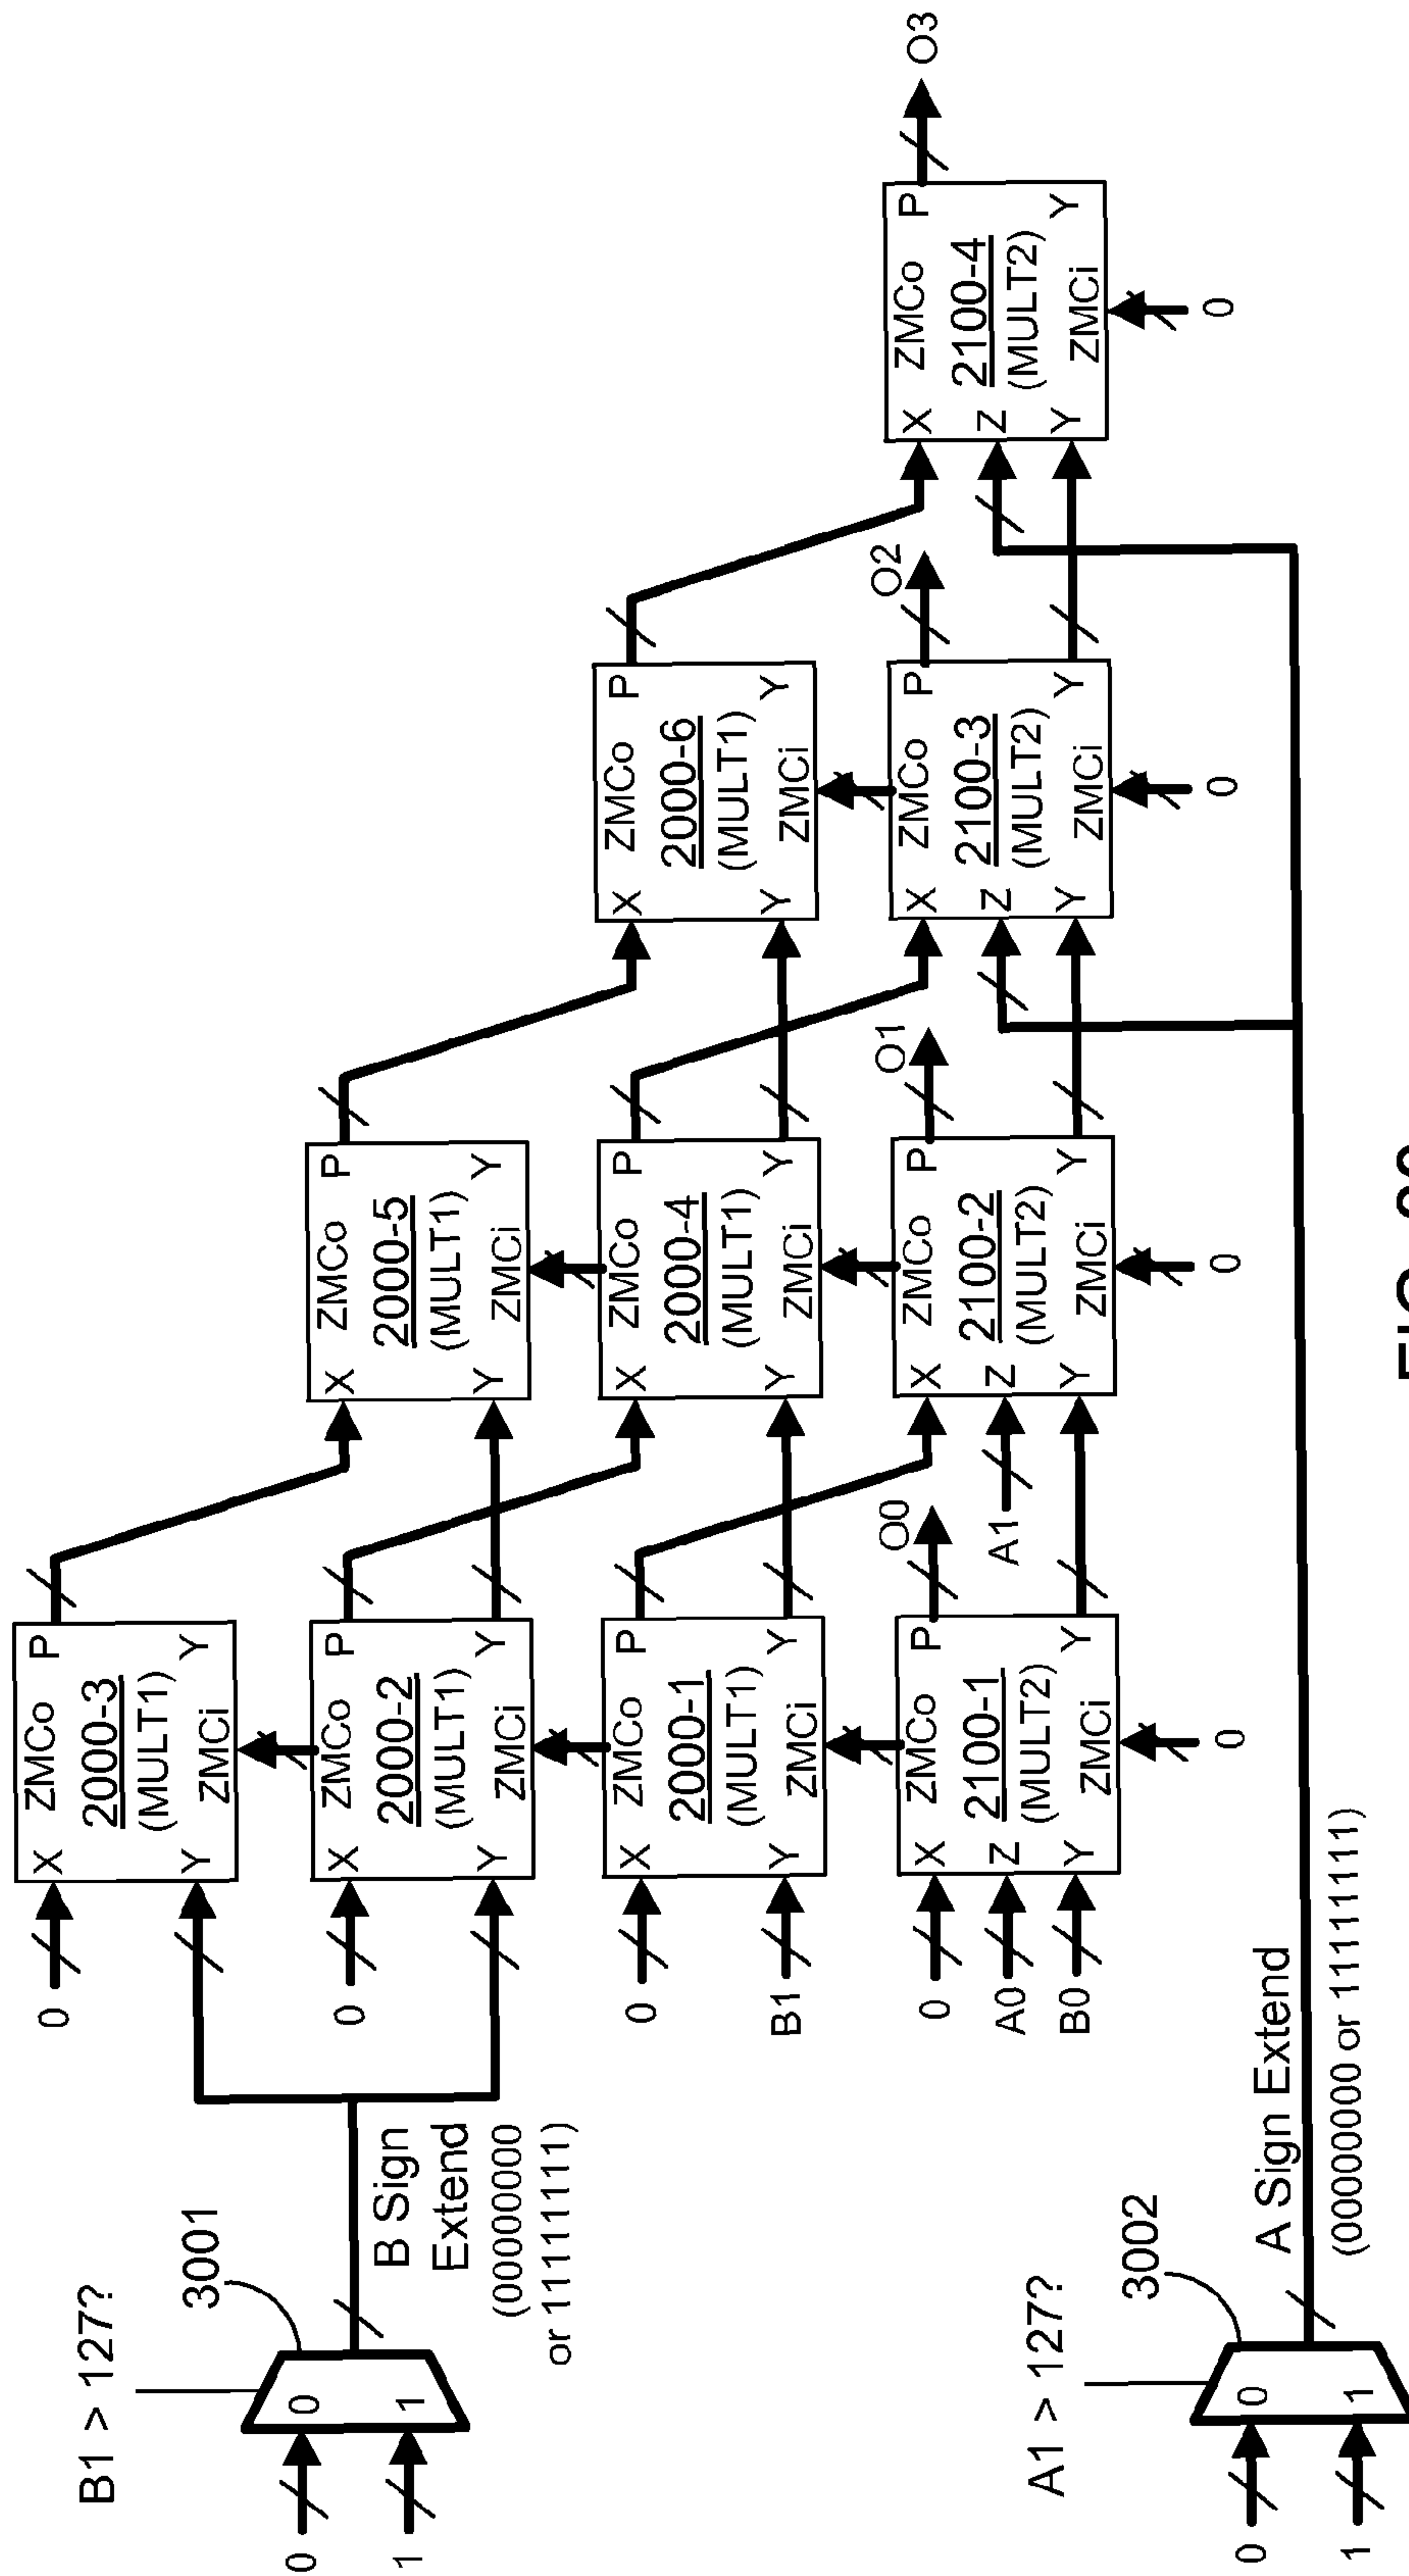 B1 > 127?
3001
0
1
0
1
B Sign
Extend
(00000000
or 11111111)
A1 > 127?
3002
0
1
0
1
A Sign Extend
(00000000 or 11111111)
0
X ZMCo P
2000-3
(MULT1)
Y ZMCi Y
0
X ZMCo P
2000-2
(MULT1)
Y ZMCi Y
0
B1
X ZMCo P
2000-1
(MULT1)
Y ZMCi Y
0
A0
B0
X ZMCo P
Z 2100-1
(MULT2)
Y ZMCi Y
0
O0
X ZMCo P
2000-5
(MULT1)
Y ZMCi Y
X ZMCo P
2000-4
(MULT1)
Y ZMCi Y
A1
X ZMCo P
Z 2100-2
(MULT2)
Y ZMCi Y
0
O1
X ZMCo P
2000-6
(MULT1)
Y ZMCi Y
X ZMCo P
Z 2100-3
(MULT2)
Y ZMCi Y
0
O2
X ZMCo P
Z 2100-4
(MULT2)
Y ZMCi Y
0
O3